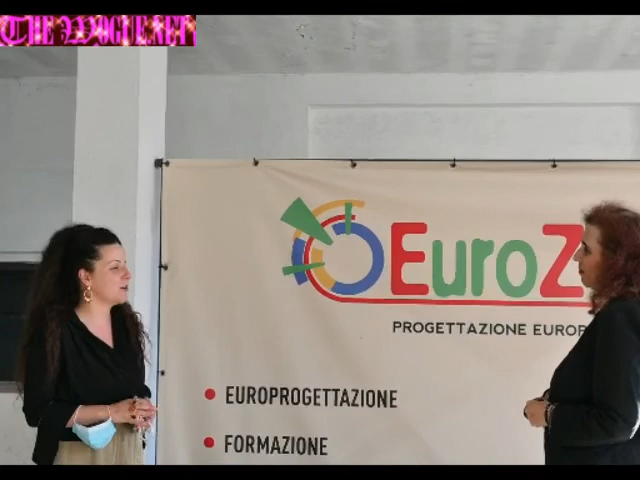 The Vogue.net
EuroZ
PROGETTAZIONE EUROP
EUROPROGETTAZIONE
FORMAZIONE